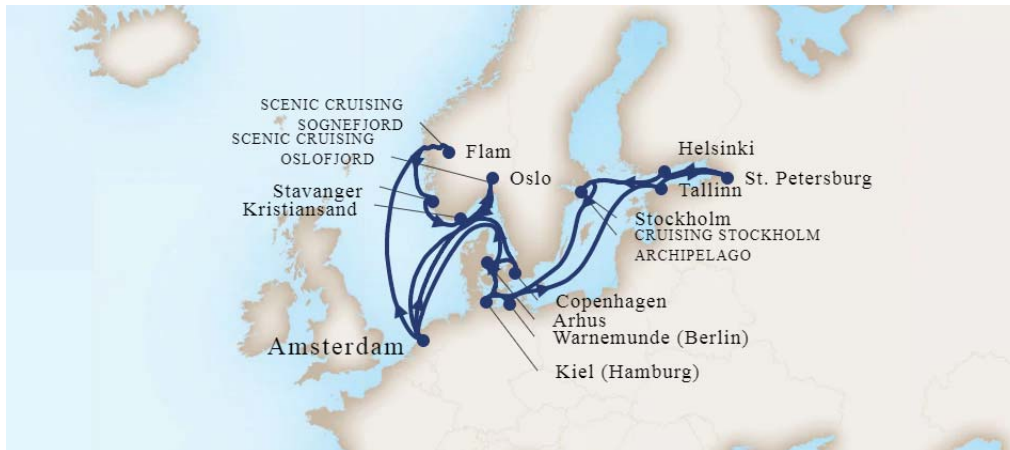 SCENIC CRUISING
SOGNEFJORD
SCENIC CRUISING
OSLOFJORD
Flam
Oslo
Stavanger
Kristiansand
Helsinki
St. Petersburg
Tallinn
Stockholm
CRUISING STOCKHOLM
ARCHIPELAGO
Copenhagen
Arhus
Warnemunde (Berlin)
Amsterdam
Kiel (Hamburg)